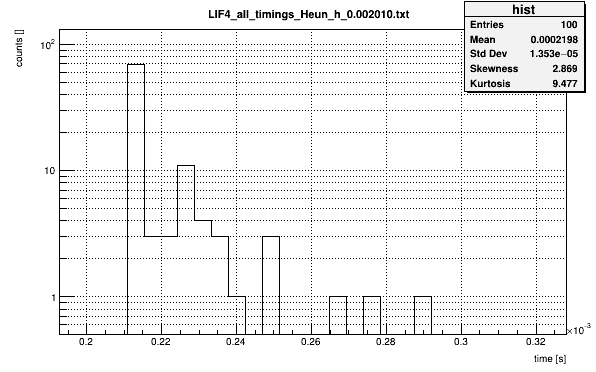 LIF4_all_timings_Heun_h_0.002010.txt
hist
Entries 100
Mean 0.0002198
Std Dev 1.353e−05
Skewness 2.869
Kurtosis 9.477
counts []
10²
10
1
0.2 0.22 0.24 0.26 0.28 0.3 0.32
×10⁻³
time [s]